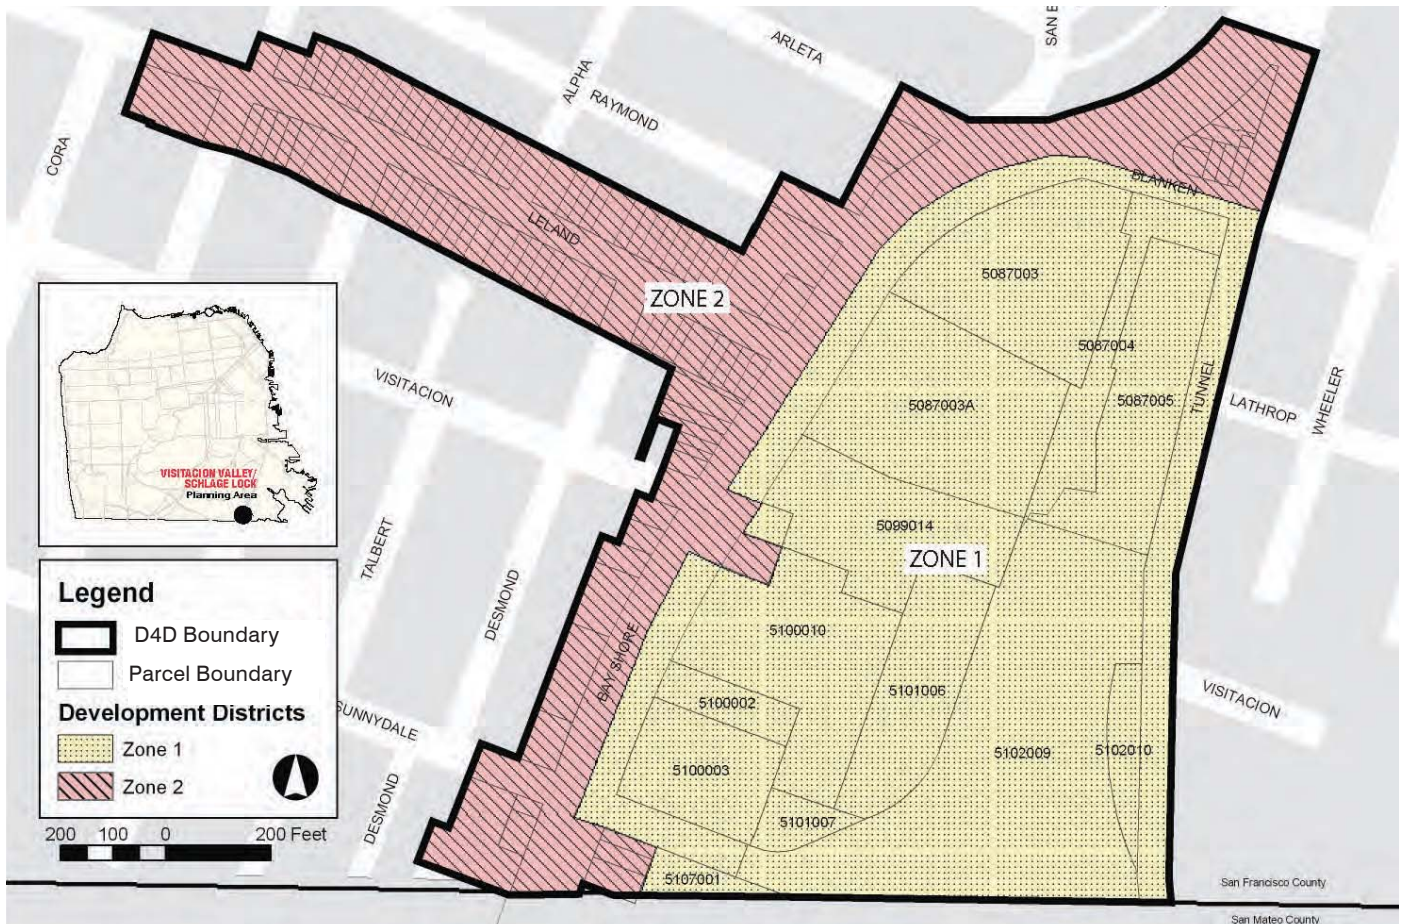 SAN
ARLETA
ALPHA
RAYMOND
CORA
BLANKEN
LELAND
5087003
ZONE 2
5087004
VISITACION
5087003A
5087005
TUNNEL
LATHROP
WHEELER
VISITACION VALLEY/
SCHLAGE LOCK
Planning Area
5099014
ZONE 1
TALBERT
DESMOND
Legend
D4D Boundary
Parcel Boundary
Development Districts
Zone 1
Zone 2
5100010
BAY SHORE
5101006
5100002
VISITACION
SUNNYDALE
5102009
5102010
5100003
DESMOND
5101007
200 100 0 200 Feet
5107001
San Francisco County
San Mateo County